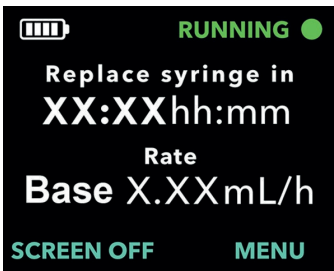 RUNNING
Replace syringe in
XX:XXhh:mm
Rate
Base X.XXmL/h
SCREEN OFF MENU